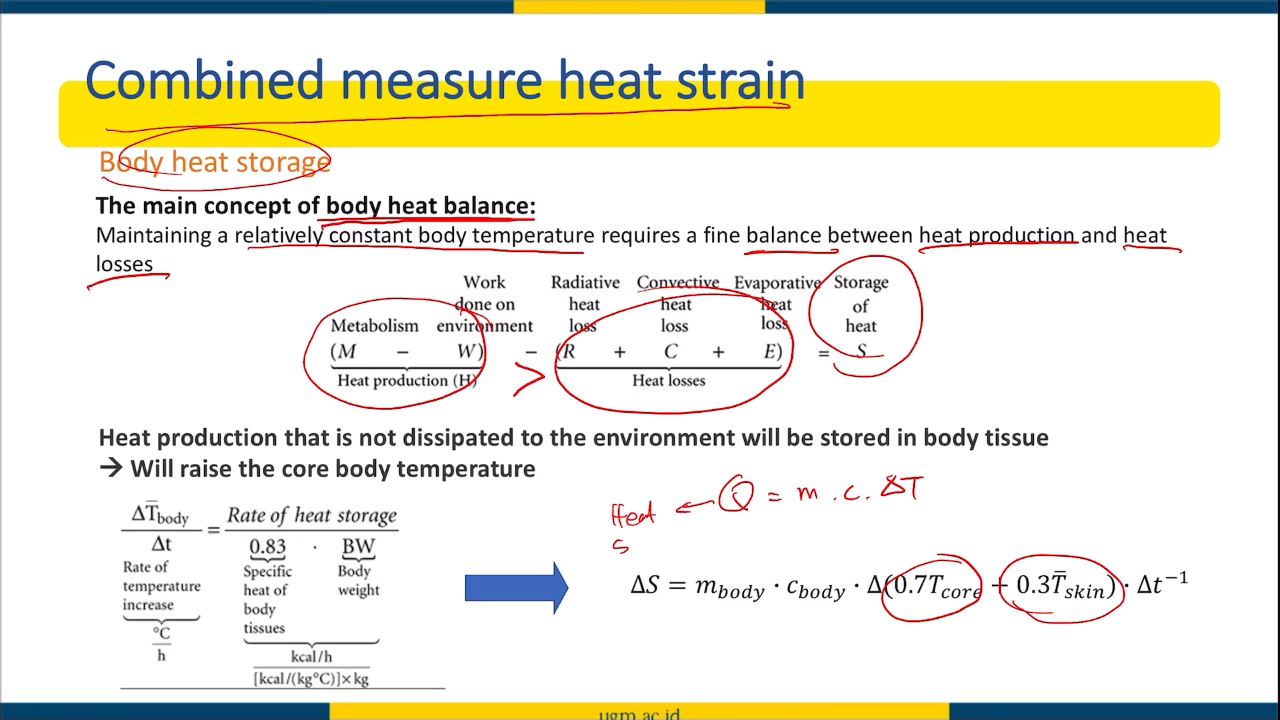 Combined measure heat strain
Body heat storage
The main concept of body heat balance:
Maintaining a relatively constant body temperature requires a fine balance between heat production and heat
losses
Work Radiative Convective Evaporative Storage
done on heat heat heat of
Metabolism environment loss loss loss heat
(M − W) − (R + C + E) = S
Heat production (H) > Heat losses
Heat production that is not dissipated to the environment will be stored in body tissue
→ Will raise the core body temperature
Heat ← Q = m . c. ΔT
S
ΔT̄body / Δt = Rate of heat storage / 0.83 · BW
Rate of temperature increase
°C / h
Specific heat of body tissues
Body weight
kcal/h
[kcal/(kg°C)]×kg
ΔS = m_body · c_body · Δ(0.7T_core + 0.3T̄_skin) · Δt⁻¹
ugm.ac.id